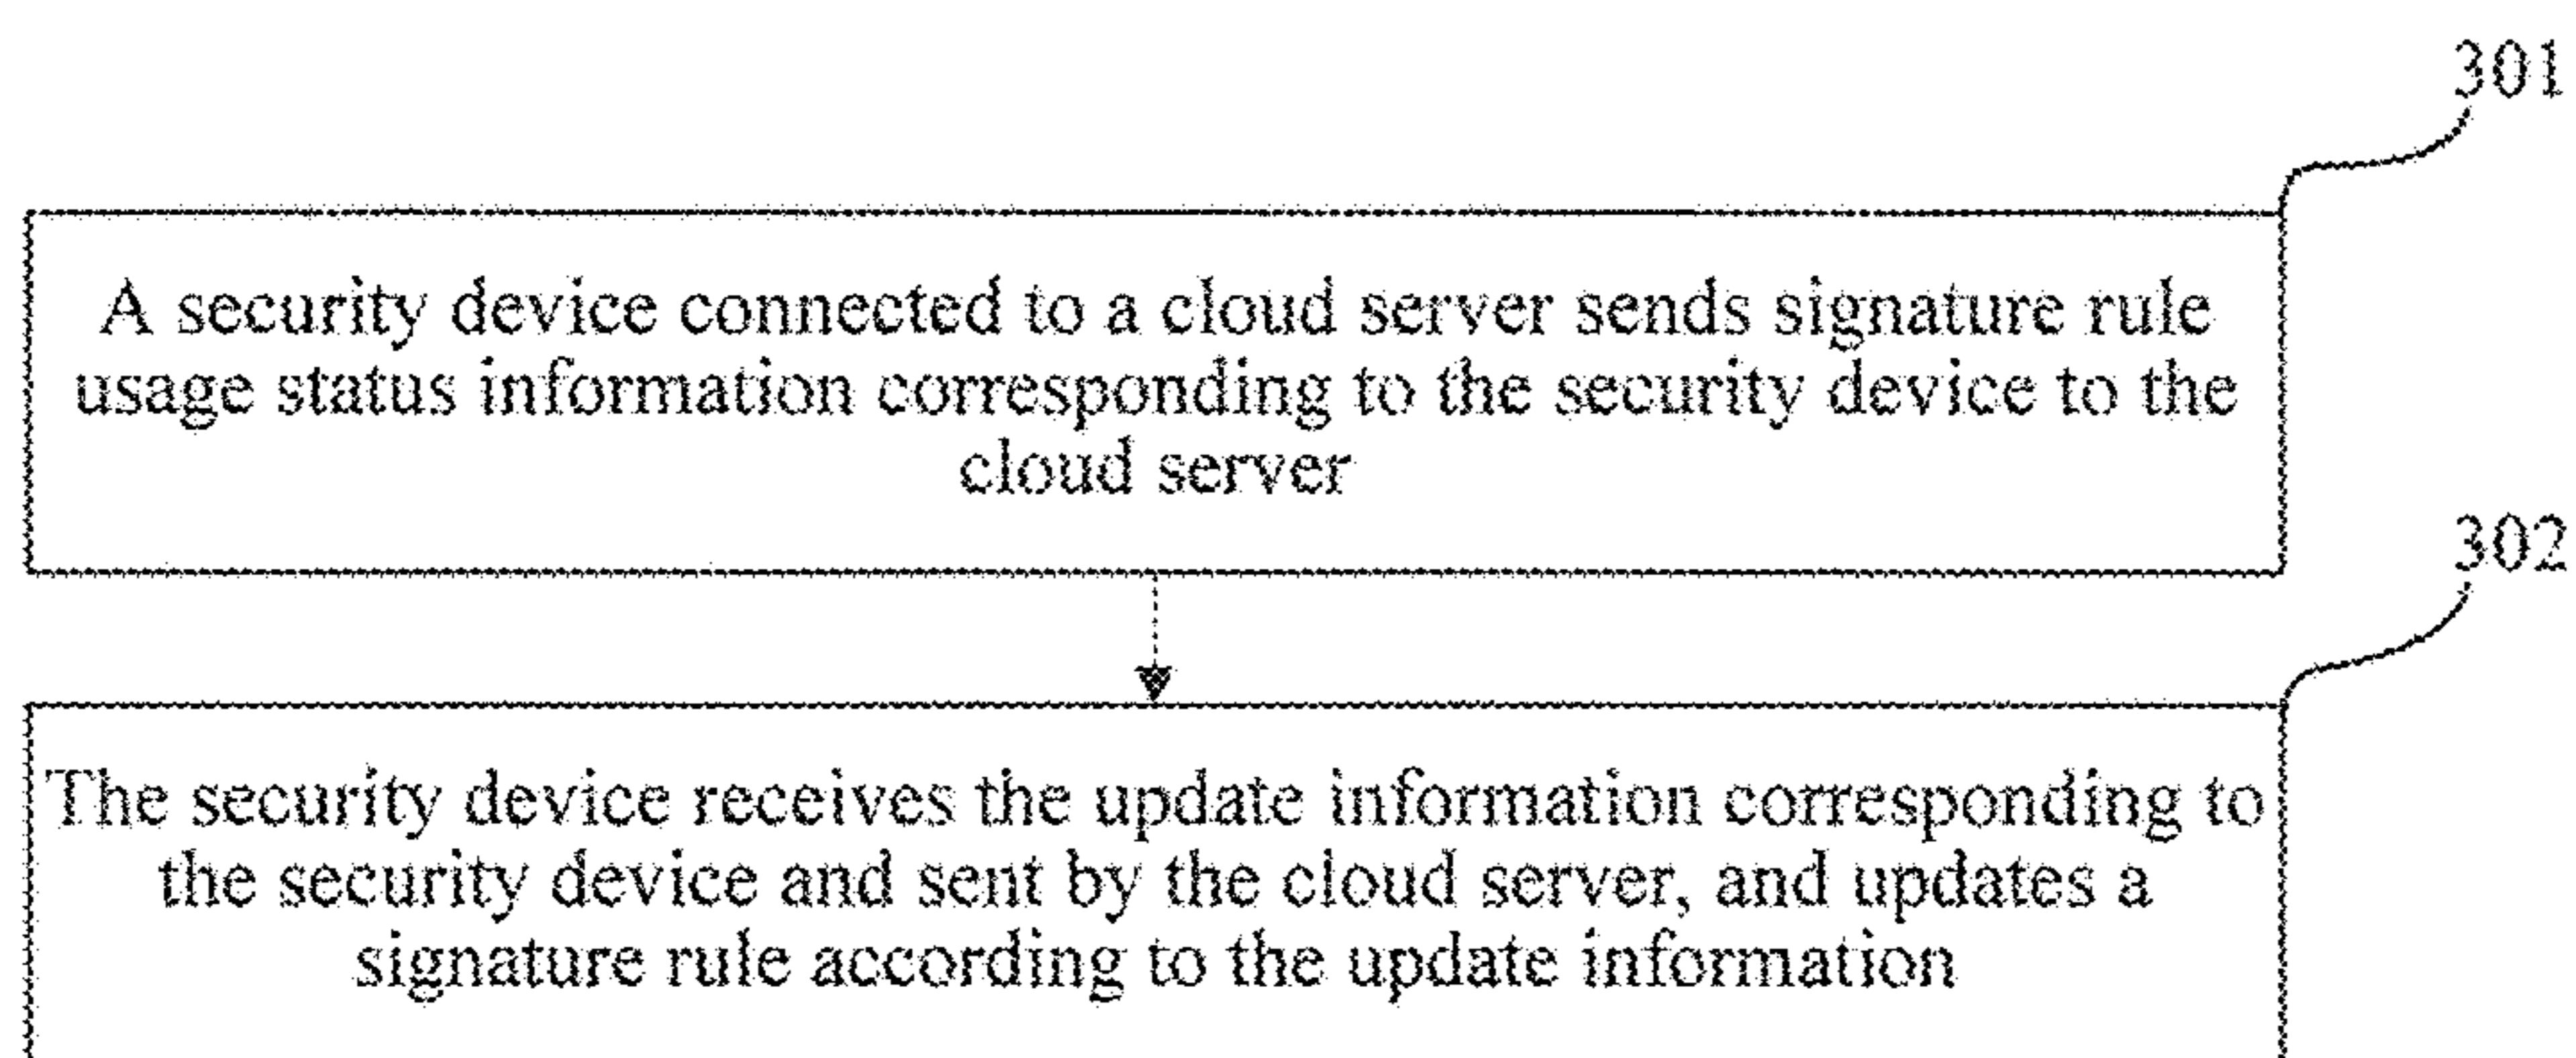 301
A security device connected to a cloud server sends signature rule
usage status information corresponding to the security device to the
cloud server
302
The security device receives the update information corresponding to
the security device and sent by the cloud server, and updates a
signature rule according to the update information